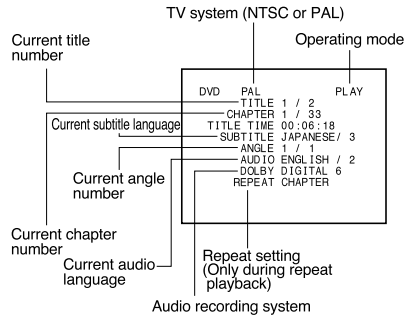 TV system (NTSC or PAL)
Current title
number
Operating mode
DVD PAL PLAY
TITLE 1 / 2
CHAPTER 1 / 33
Current subtitle language
TITLE TIME 00:06:18
SUBTITLE JAPANESE/ 3
ANGLE 1 / 1
AUDIO ENGLISH / 2
DOLBY DIGITAL 6
REPEAT CHAPTER
Current angle
number
Current chapter
number
Current audio
language
Repeat setting
(Only during repeat
playback)
Audio recording system